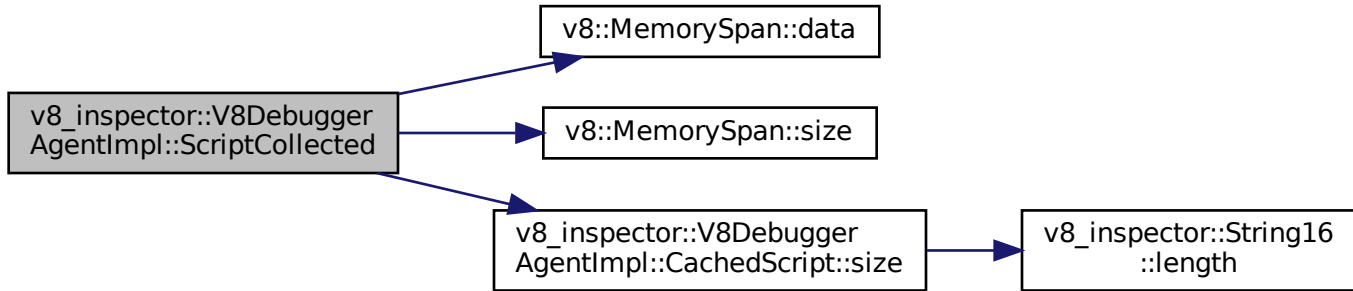 v8::MemorySpan::data
v8_inspector::V8Debugger
AgentImpl::ScriptCollected
v8::MemorySpan::size
v8_inspector::V8Debugger
AgentImpl::CachedScript::size
v8_inspector::String16
::length